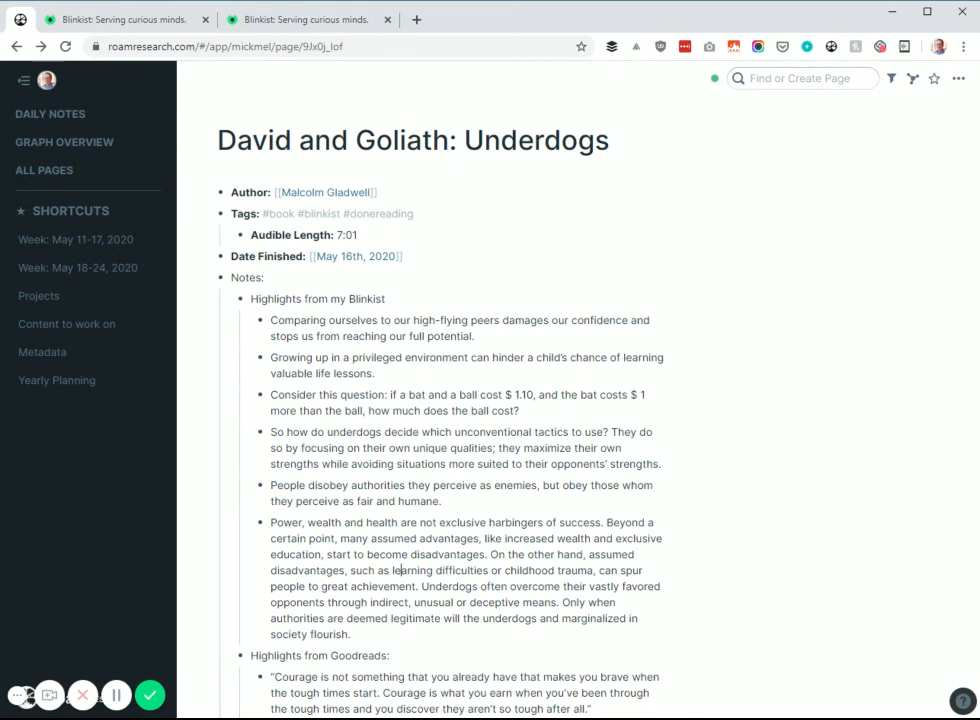 Blinkist: Serving curious minds.
Blinkist: Serving curious minds.
roamresearch.com/#/app/mickmel/page/9Jx0j_lof
Find or Create Page
DAILY NOTES
GRAPH OVERVIEW
ALL PAGES
★ SHORTCUTS
Week: May 11-17, 2020
Week: May 18-24, 2020
Projects
Content to work on
Metadata
Yearly Planning
David and Goliath: Underdogs
Author: [[Malcolm Gladwell]]
Tags: #book #blinkist #donereading
Audible Length: 7:01
Date Finished: [[May 16th, 2020]]
Notes:
Highlights from my Blinkist
Comparing ourselves to our high-flying peers damages our confidence and
stops us from reaching our full potential.
Growing up in a privileged environment can hinder a child's chance of learning
valuable life lessons.
Consider this question: if a bat and a ball cost $ 1.10, and the bat costs $ 1
more than the ball, how much does the ball cost?
So how do underdogs decide which unconventional tactics to use? They do
so by focusing on their own unique qualities; they maximize their own
strengths while avoiding situations more suited to their opponents' strengths.
People disobey authorities they perceive as enemies, but obey those whom
they perceive as fair and humane.
Power, wealth and health are not exclusive harbingers of success. Beyond a
certain point, many assumed advantages, like increased wealth and exclusive
education, start to become disadvantages. On the other hand, assumed
disadvantages, such as learning difficulties or childhood trauma, can spur
people to great achievement. Underdogs often overcome their vastly favored
opponents through indirect, unusual or deceptive means. Only when
authorities are deemed legitimate will the underdogs and marginalized in
society flourish.
Highlights from Goodreads:
"Courage is not something that you already have that makes you brave when
the tough times start. Courage is what you earn when you've been through
the tough times and you discover they aren't so tough after all."